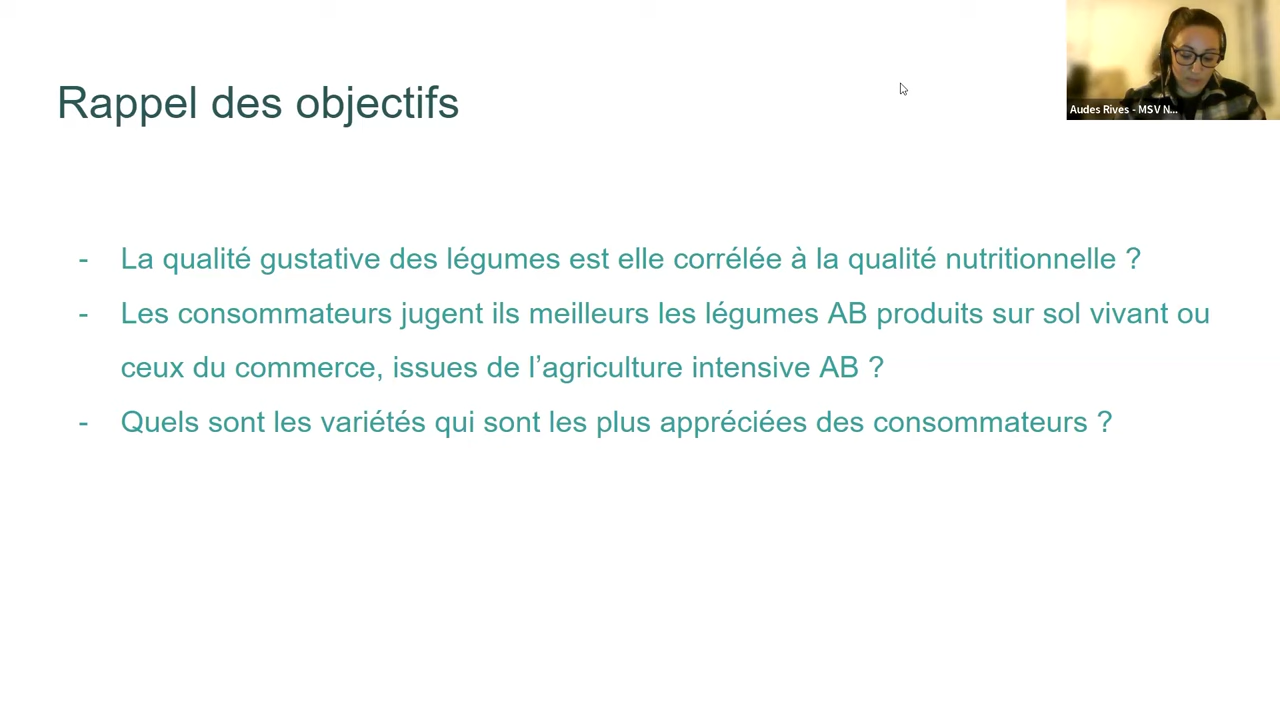 Rappel des objectifs
Audes Rives - MSV N...
- La qualité gustative des légumes est elle corrélée à la qualité nutritionnelle ?
- Les consommateurs jugent ils meilleurs les légumes AB produits sur sol vivant ou
ceux du commerce, issues de l’agriculture intensive AB ?
- Quels sont les variétés qui sont les plus appréciées des consommateurs ?